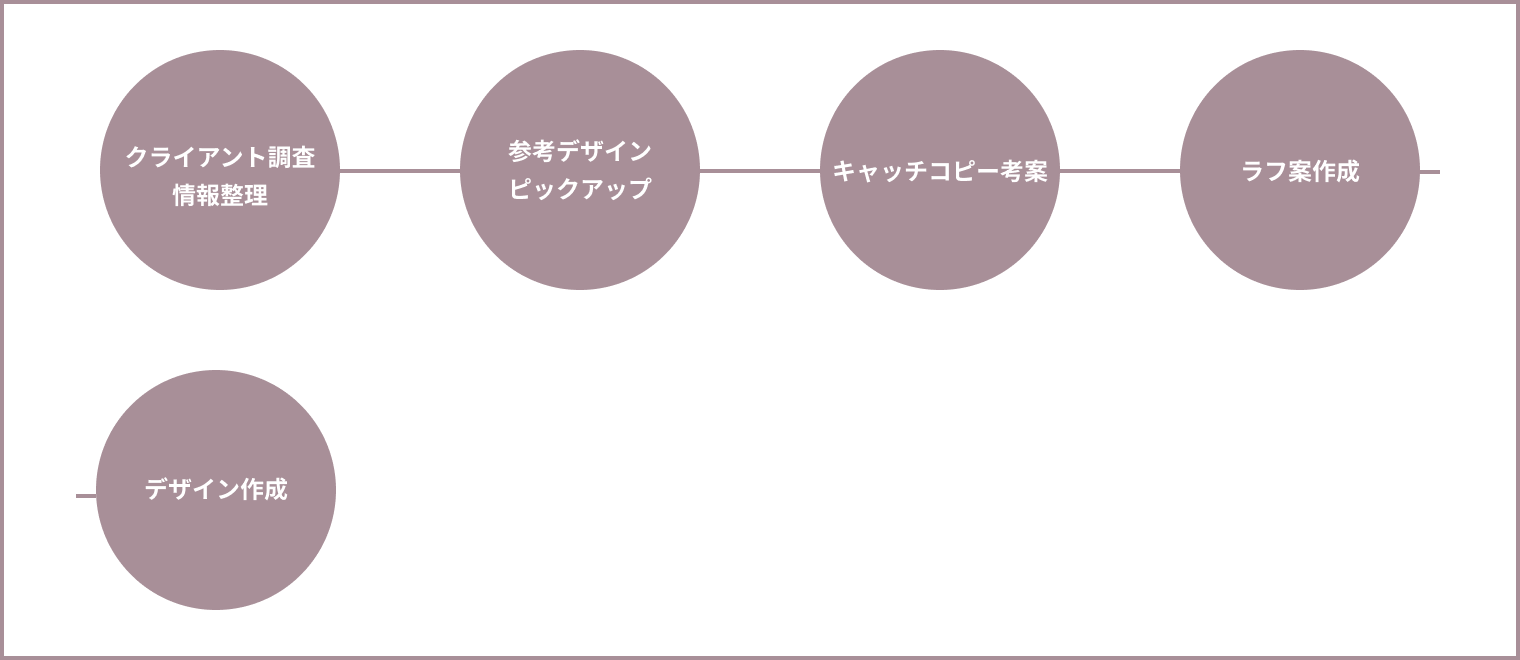 クライアント調査
情報整理
参考デザイン
ピックアップ
キャッチコピー考案
ラフ案作成
デザイン作成